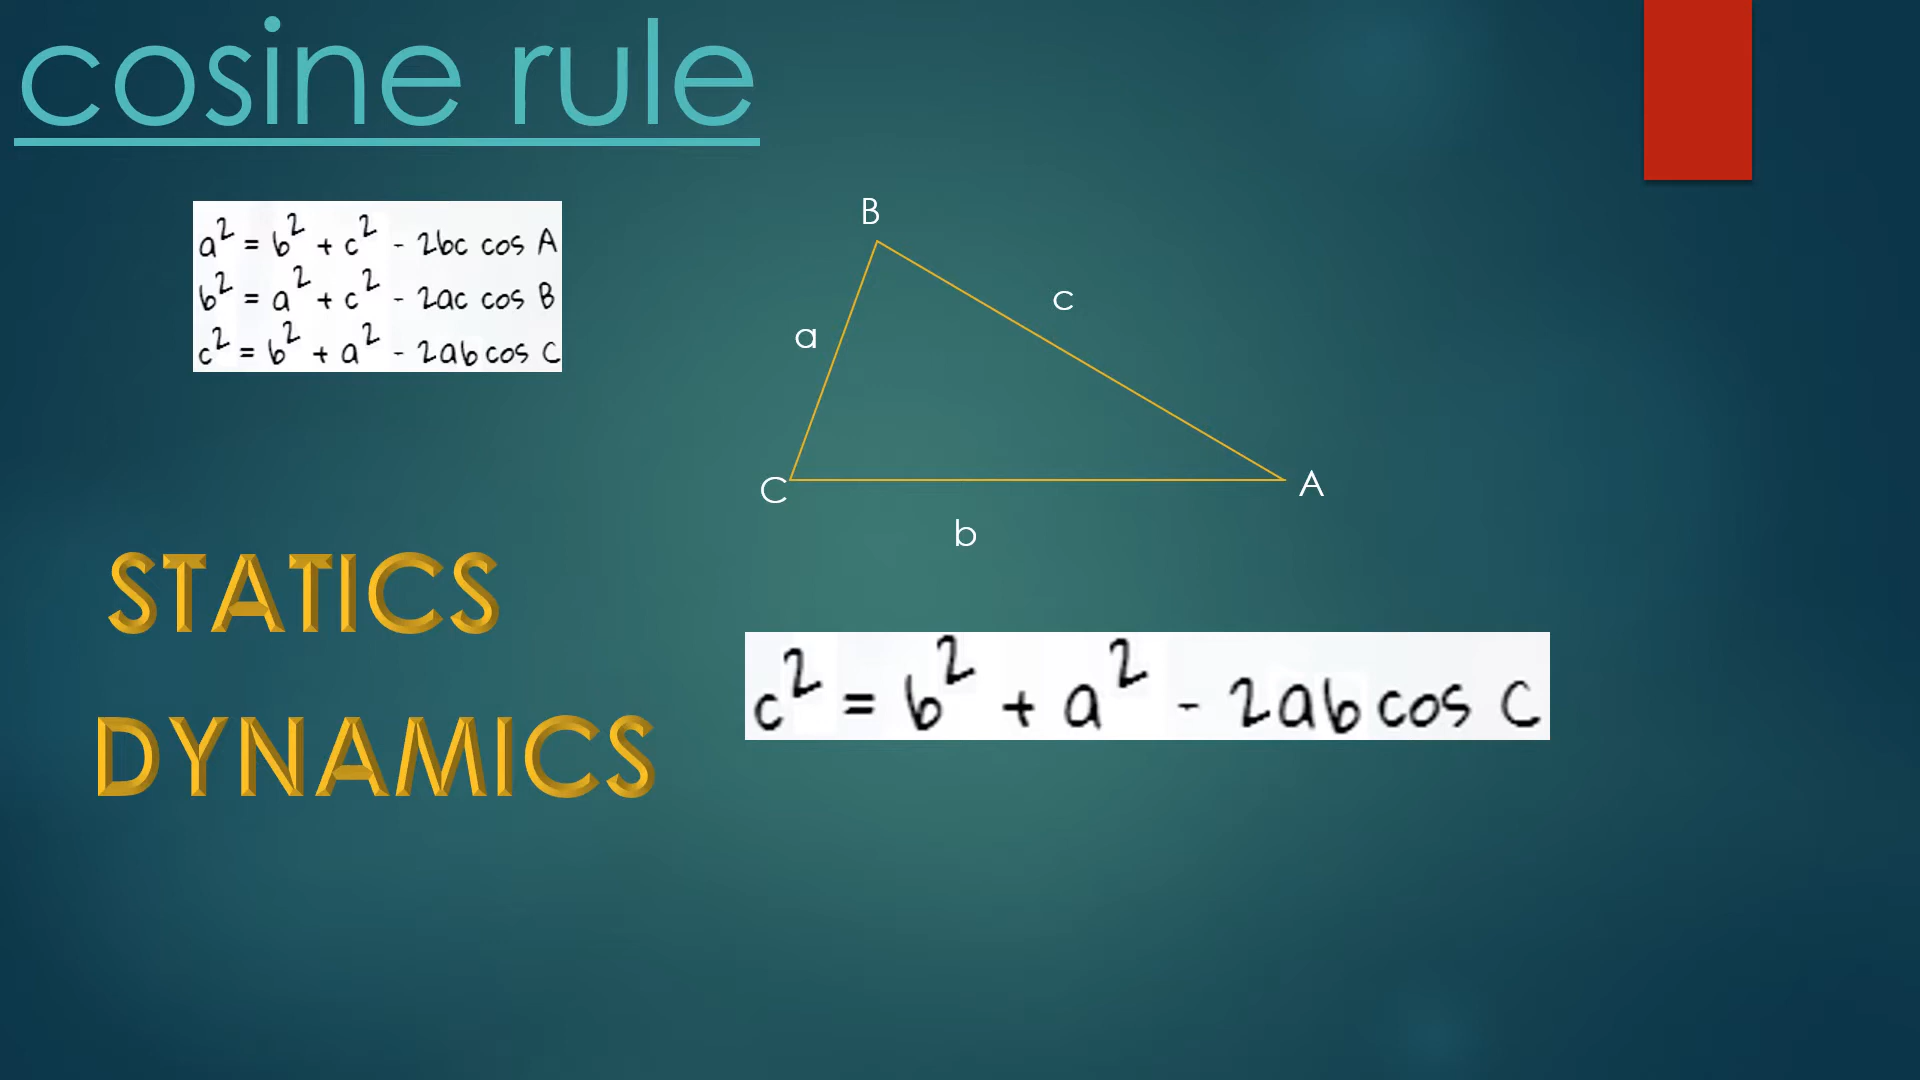 cosine rule
a² = b² + c² - 2bc cos A
b² = a² + c² - 2ac cos B
c² = b² + a² - 2ab cos C
B
c
a
C
A
b
STATICS
DYNAMICS
c² = b² + a² - 2ab cos C